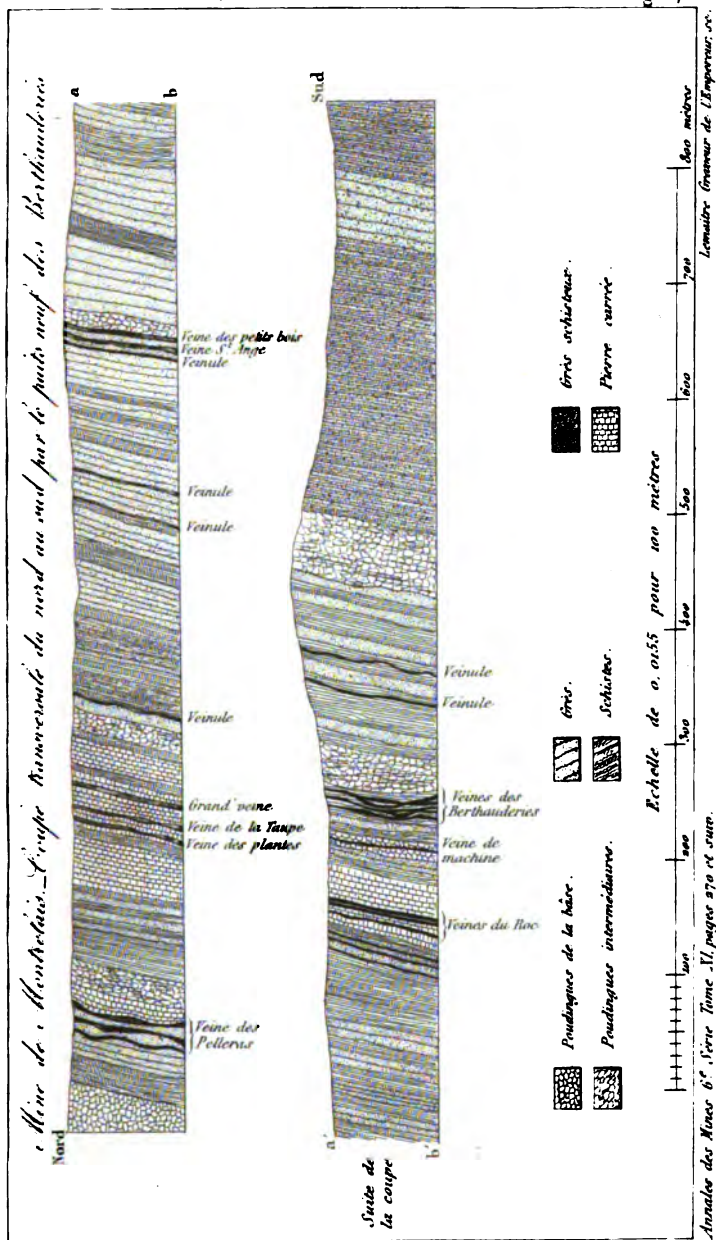 Mine de Montrelais. Coupe transversale du nord au sud par le puits neuf des Berthauderies
Nord
a
b
Veine des
Pelleras
Veine des plantes
Veine de la Taupe
Grand' veine
Veinule
Veinule
Veinule
Veinule
Veine St Ange
Veine des petits bois
Suite de
la coupe
a'
b'
Sud
Veines du Roc
Veine de
machine
Veines des
Berthauderies
Veinule
Veinule
Poudingues de la bâse.
Grès.
Grès schisteux.
Poudingues intermédiaires.
Schistes.
Pierre carrée.
Echelle de 0,0155 pour 100 mètres
100
200
300
400
500
600
700
800 mètres
Annales des Mines 6e Série Tome XI, pages 270 et suiv.
Lemaitre Graveur de l'Empereur, sc.